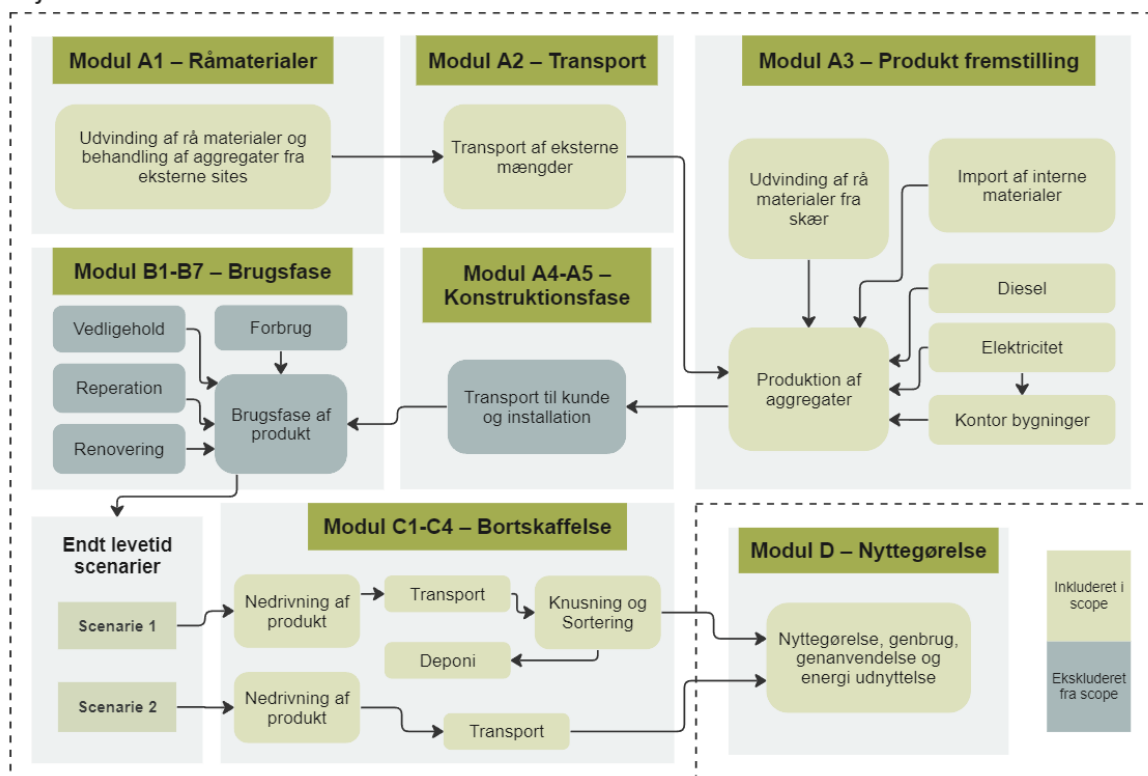 Modul A1 – Råmaterialer
Udvinding af rå materialer og
behandling af aggregater fra
eksterne sites
Modul A2 – Transport
Transport af eksterne
mængder
Modul A3 – Produkt fremstilling
Udvinding af rå
materialer fra
skær
Import af interne
materialer
Diesel
Elektricitet
Kontor bygninger
Produktion af
aggregater
Modul A4-A5 –
Konstruktionsfase
Transport til kunde
og installation
Modul B1-B7 – Brugsfase
Vedligehold
Forbrug
Reperation
Renovering
Brugsfase af
produkt
Endt levetid
scenarier
Scenarie 1
Scenarie 2
Modul C1-C4 – Bortskaffelse
Nedrivning af
produkt
Transport
Knusning og
Sortering
Deponi
Nedrivning af
produkt
Transport
Modul D – Nyttegørelse
Nyttegørelse, genbrug,
genanvendelse og
energi udnyttelse
Inkluderet i
scope
Ekskluderet
fra scope